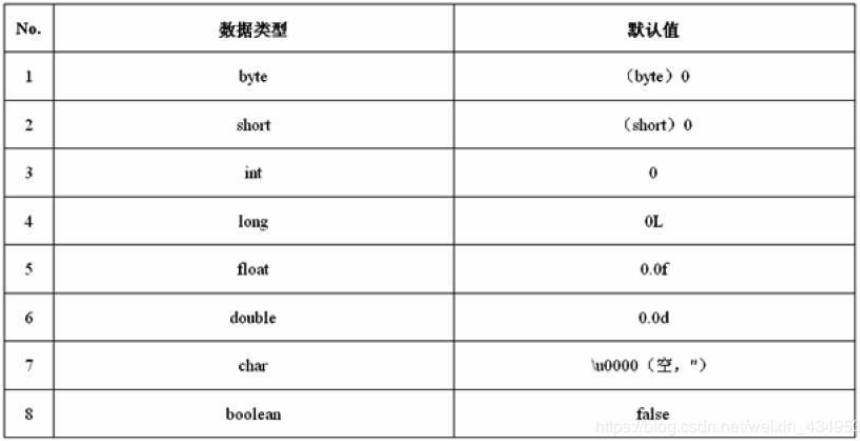 No. 数据类型 默认值
1 byte （byte）0
2 short （short）0
3 int 0
4 long 0L
5 float 0.0f
6 double 0.0d
7 char \u0000（空，"）
8 boolean false
https://blog.csdn.net/weixin_434952